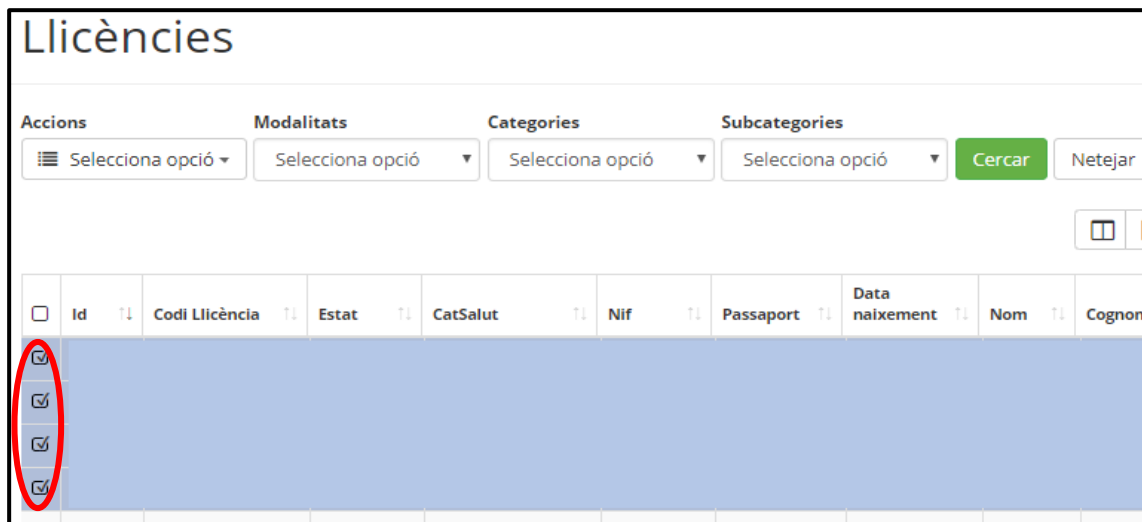 Llicències
Accions Modalitats Categories Subcategories
Selecciona opció Selecciona opció Selecciona opció Selecciona opció Cercar Netejar
Id Codi Llicència Estat CatSalut Nif Passaport Data naixement Nom Cognom